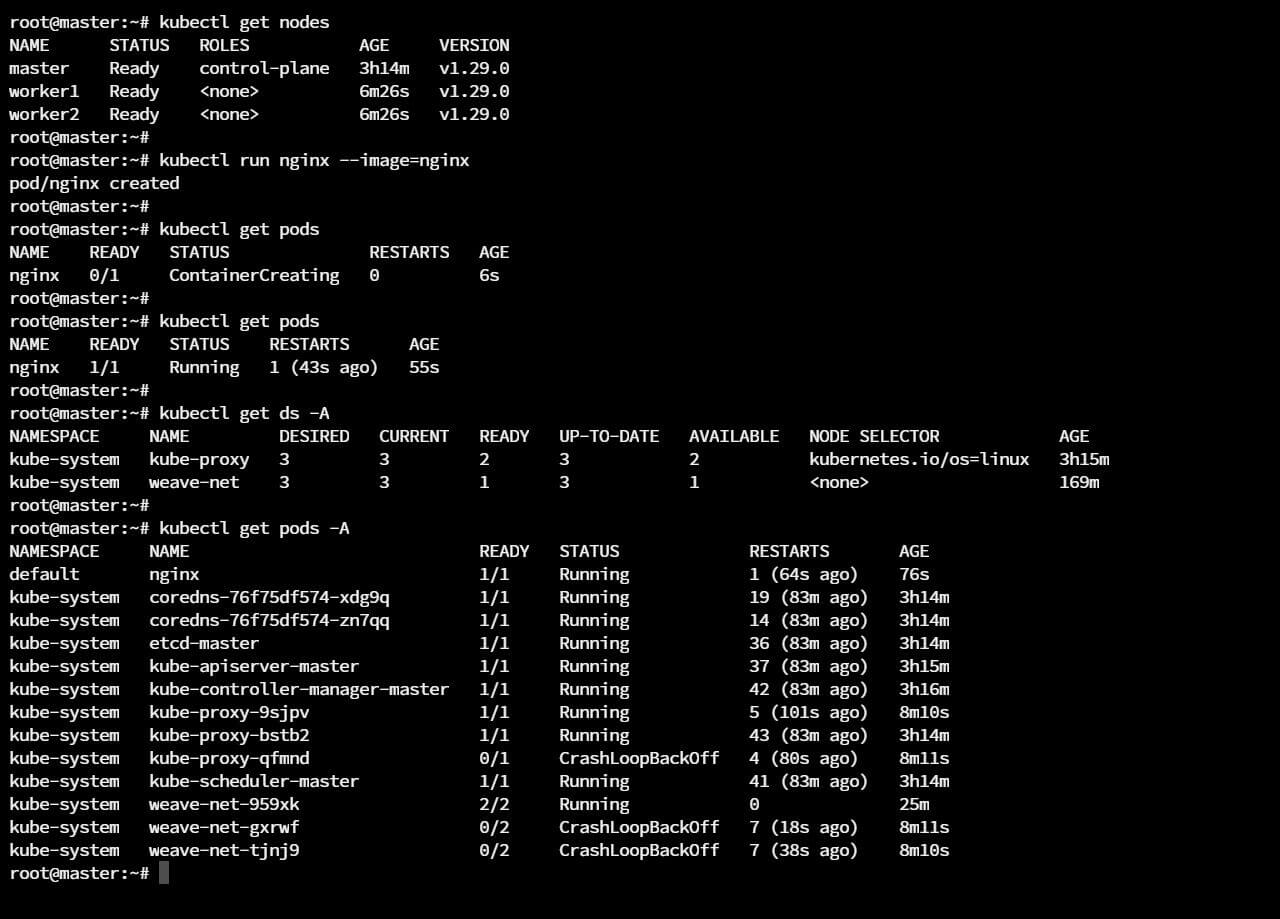 root@master:~# kubectl get nodes
NAME      STATUS   ROLES           AGE     VERSION
master    Ready    control-plane   3h14m   v1.29.0
worker1   Ready    <none>          6m26s   v1.29.0
worker2   Ready    <none>          6m26s   v1.29.0
root@master:~#
root@master:~# kubectl run nginx --image=nginx
pod/nginx created
root@master:~#
root@master:~# kubectl get pods
NAME    READY   STATUS              RESTARTS   AGE
nginx   0/1     ContainerCreating   0          6s
root@master:~#
root@master:~# kubectl get pods
NAME    READY   STATUS    RESTARTS      AGE
nginx   1/1     Running   1 (43s ago)   55s
root@master:~#
root@master:~# kubectl get ds -A
NAMESPACE     NAME         DESIRED   CURRENT   READY   UP-TO-DATE   AVAILABLE   NODE SELECTOR            AGE
kube-system   kube-proxy   3         3         2       3            2           kubernetes.io/os=linux   3h15m
kube-system   weave-net    3         3         1       3            1           <none>                   169m
root@master:~#
root@master:~# kubectl get pods -A
NAMESPACE     NAME                             READY   STATUS             RESTARTS       AGE
default       nginx                            1/1     Running            1 (64s ago)    76s
kube-system   coredns-76f75df574-xdg9q         1/1     Running            19 (83m ago)   3h14m
kube-system   coredns-76f75df574-zn7qq         1/1     Running            14 (83m ago)   3h14m
kube-system   etcd-master                      1/1     Running            36 (83m ago)   3h14m
kube-system   kube-apiserver-master            1/1     Running            37 (83m ago)   3h15m
kube-system   kube-controller-manager-master   1/1     Running            42 (83m ago)   3h16m
kube-system   kube-proxy-9sjpv                 1/1     Running            5 (101s ago)   8m10s
kube-system   kube-proxy-bstb2                 1/1     Running            43 (83m ago)   3h14m
kube-system   kube-proxy-qfmnd                 0/1     CrashLoopBackOff   4 (80s ago)    8m11s
kube-system   kube-scheduler-master            1/1     Running            41 (83m ago)   3h14m
kube-system   weave-net-959xk                  2/2     Running            0              25m
kube-system   weave-net-gxrwf                  0/2     CrashLoopBackOff   7 (18s ago)    8m11s
kube-system   weave-net-tjnj9                  0/2     CrashLoopBackOff   7 (38s ago)    8m10s
root@master:~#